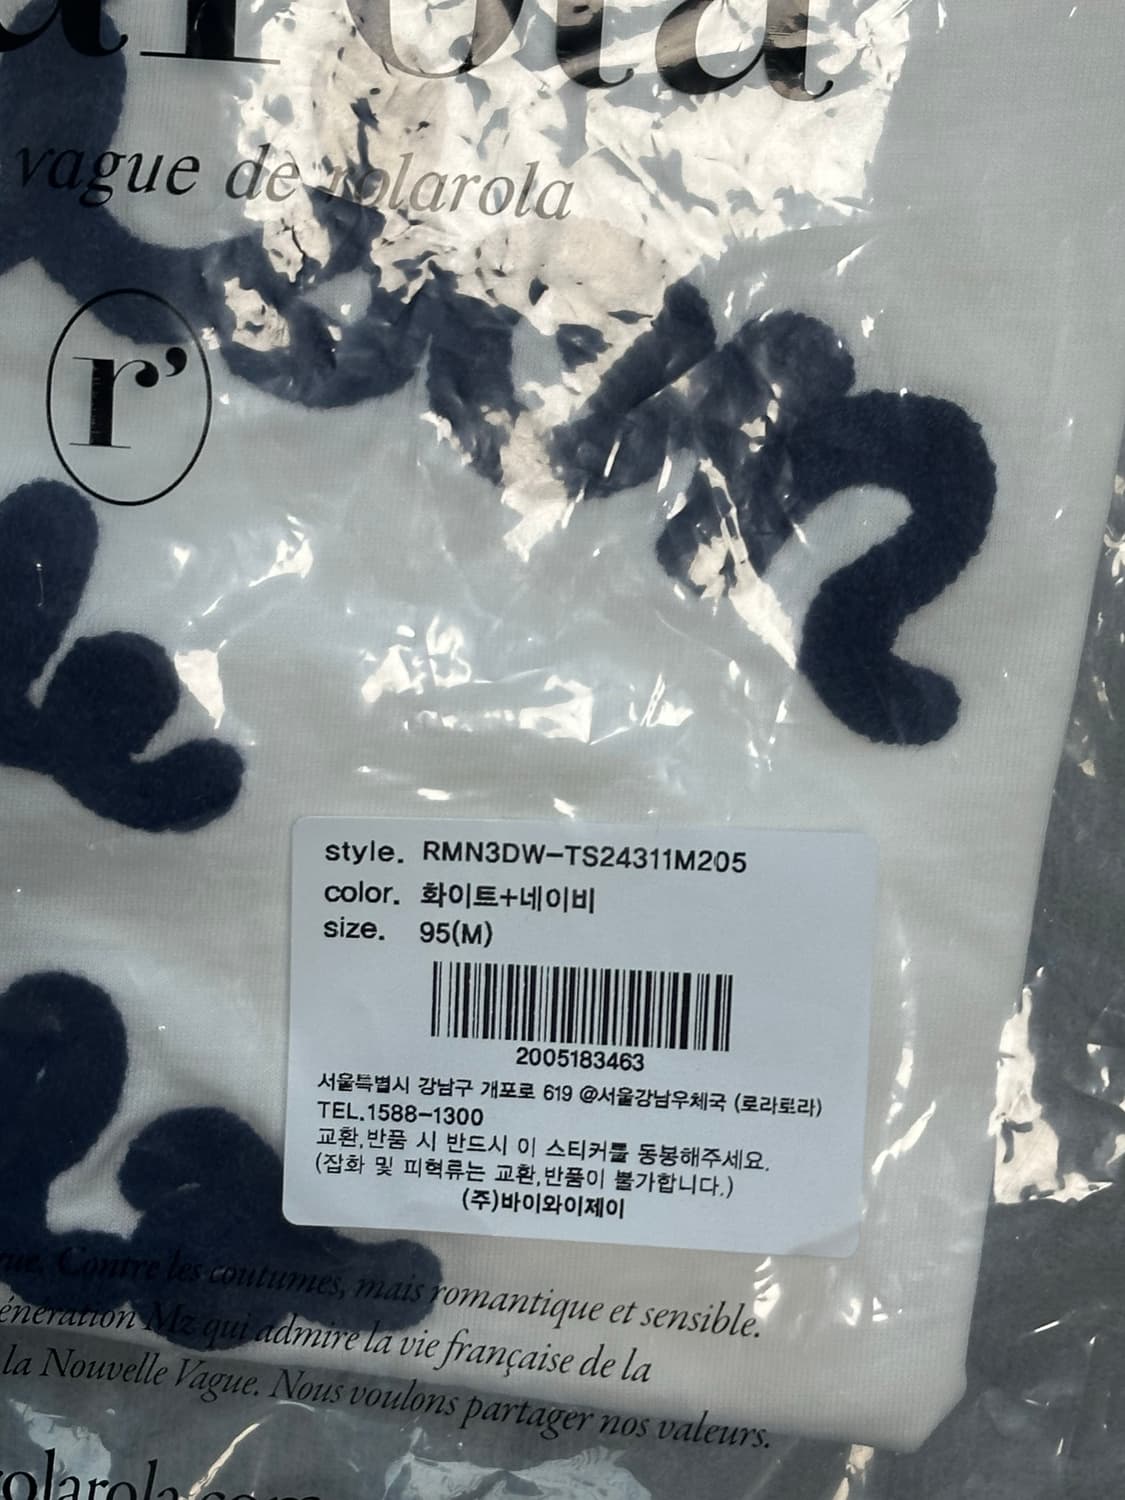 arola
vague de rolarola
r'
style. RMN3DW-TS24311M205
color. 화이트+네이비
size. 95(M)
2005183463
서울특별시 강남구 개포로 619 @서울강남우체국 (로라로라)
TEL.1588-1300
교환,반품 시 반드시 이 스티커를 동봉해주세요.
(잡화 및 피혁류는 교환,반품이 불가합니다.)
(주)바이와이제이
Contre les coutumes, mais romantique et sensible.
énération Mz qui admire la vie française de la
la Nouvelle Vague. Nous voulons partager nos valeurs.
olarola.com